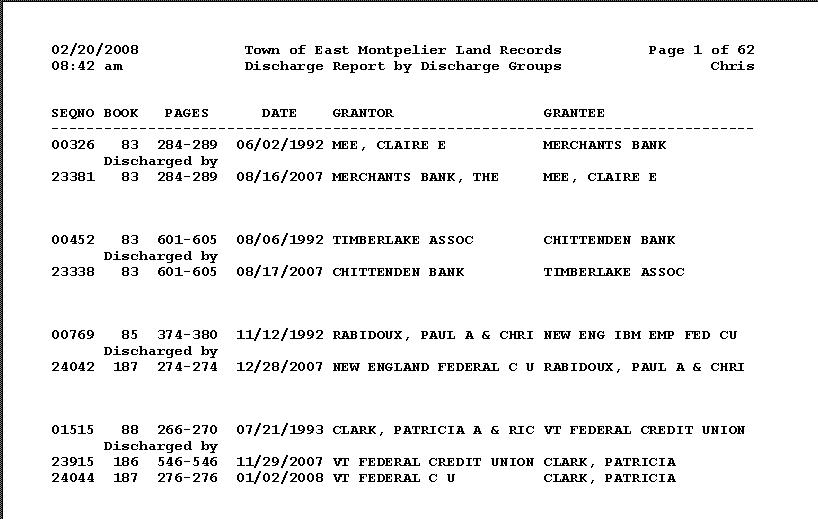 02/20/2008 Town of East Montpelier Land Records Page 1 of 62
08:42 am Discharge Report by Discharge Groups Chris
SEQNO BOOK PAGES DATE GRANTOR GRANTEE
--------------------------------------------------------------------------------
00326 83 284-289 06/02/1992 MEE, CLAIRE E MERCHANTS BANK
Discharged by
23381 83 284-289 08/16/2007 MERCHANTS BANK, THE MEE, CLAIRE E
00452 83 601-605 08/06/1992 TIMBERLAKE ASSOC CHITTENDEN BANK
Discharged by
23338 83 601-605 08/17/2007 CHITTENDEN BANK TIMBERLAKE ASSOC
00769 85 374-380 11/12/1992 RABIDOUX, PAUL A & CHRI NEW ENG IBM EMP FED CU
Discharged by
24042 187 274-274 12/28/2007 NEW ENGLAND FEDERAL C U RABIDOUX, PAUL A & CHRI
01515 88 266-270 07/21/1993 CLARK, PATRICIA A & RIC VT FEDERAL CREDIT UNION
Discharged by
23915 186 546-546 11/29/2007 VT FEDERAL CREDIT UNION CLARK, PATRICIA
24044 187 276-276 01/02/2008 VT FEDERAL C U CLARK, PATRICIA